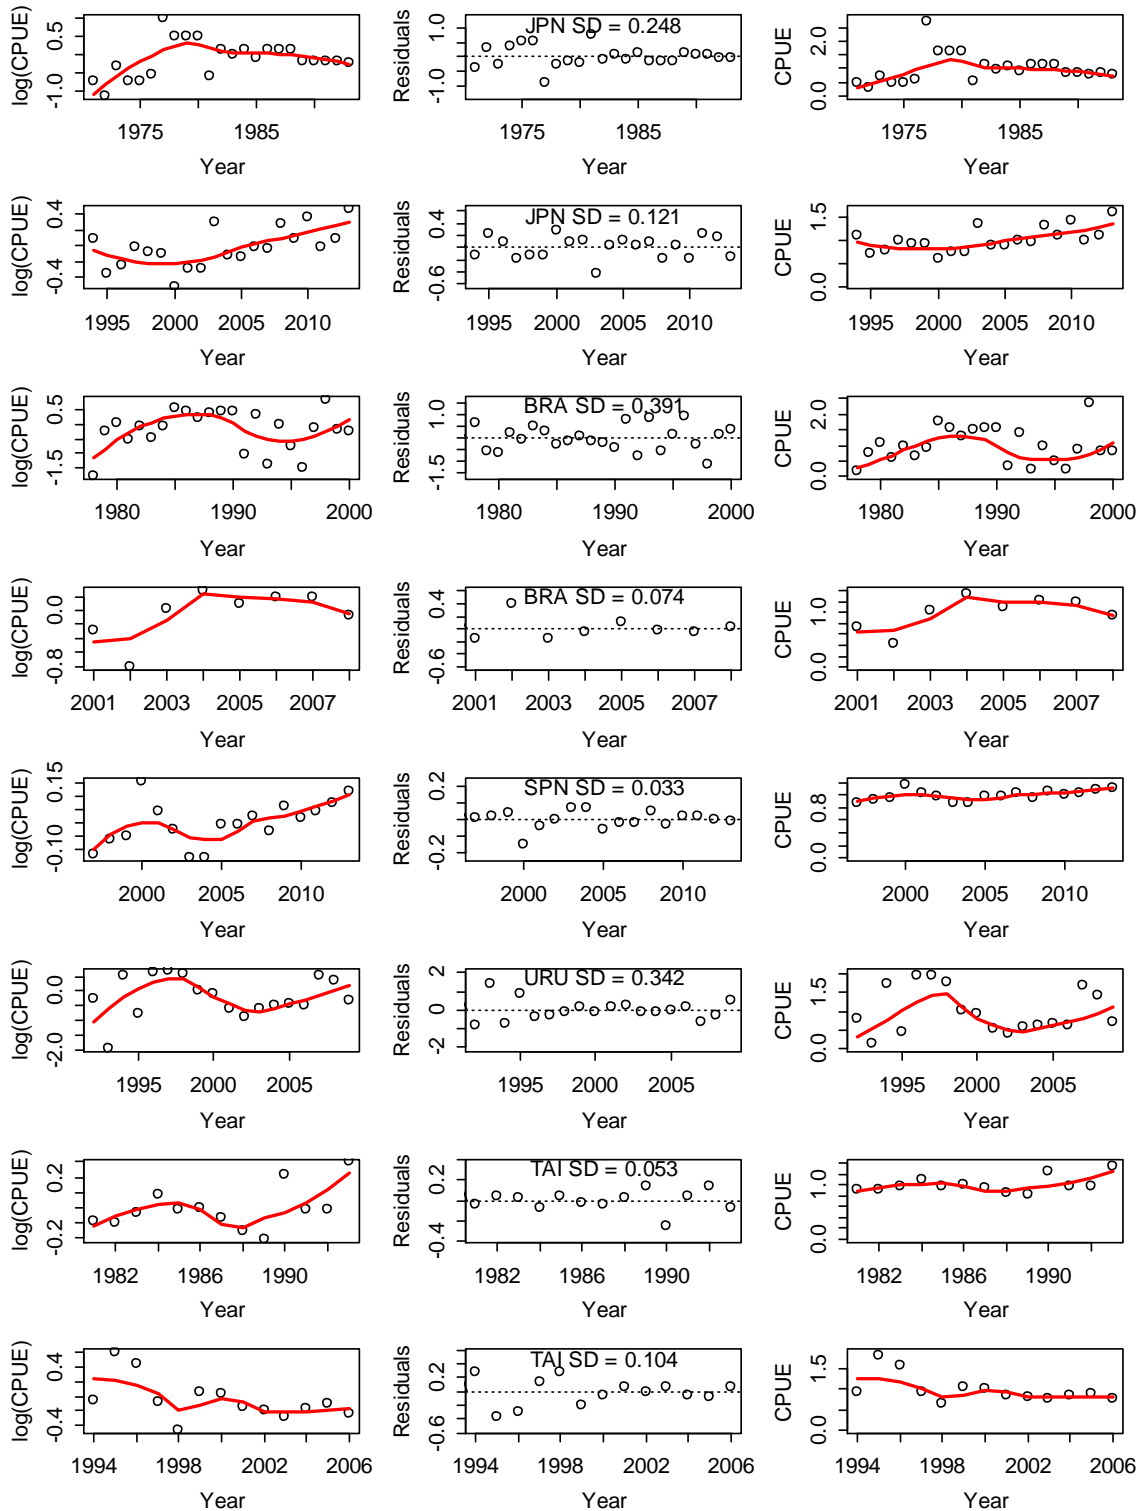 log(CPUE) 0.5 -1.0 1975 1985 Year
Residuals 1.0 -1.0 JPN SD = 0.248 1975 1985 Year
CPUE 2.0 0.0 1975 1985 Year
log(CPUE) 0.4 -0.4 1995 2000 2005 2010 Year
Residuals 0.4 -0.6 JPN SD = 0.121 1995 2000 2005 2010 Year
CPUE 1.5 0.0 1995 2000 2005 2010 Year
log(CPUE) 0.5 -1.5 1980 1990 2000 Year
Residuals 1.0 -1.5 BRA SD = 0.391 1980 1990 2000 Year
CPUE 2.0 0.0 1980 1990 2000 Year
log(CPUE) 0.0 -0.8 2001 2003 2005 2007 Year
Residuals 0.4 -0.6 BRA SD = 0.074 2001 2003 2005 2007 Year
CPUE 1.0 0.0 2001 2003 2005 2007 Year
log(CPUE) 0.15 -0.10 2000 2005 2010 Year
Residuals 0.2 -0.2 SPN SD = 0.033 2000 2005 2010 Year
CPUE 0.8 0.0 2000 2005 2010 Year
log(CPUE) 0.0 -2.0 1995 2000 2005 Year
Residuals 2 0 -2 URU SD = 0.342 1995 2000 2005 Year
CPUE 1.5 0.0 1995 2000 2005 Year
log(CPUE) 0.2 -0.2 1982 1986 1990 Year
Residuals 0.2 -0.4 TAI SD = 0.053 1982 1986 1990 Year
CPUE 1.0 0.0 1982 1986 1990 Year
log(CPUE) 0.4 -0.4 1994 1998 2002 2006 Year
Residuals 0.2 -0.6 TAI SD = 0.104 1994 1998 2002 2006 Year
CPUE 1.5 0.0 1994 1998 2002 2006 Year